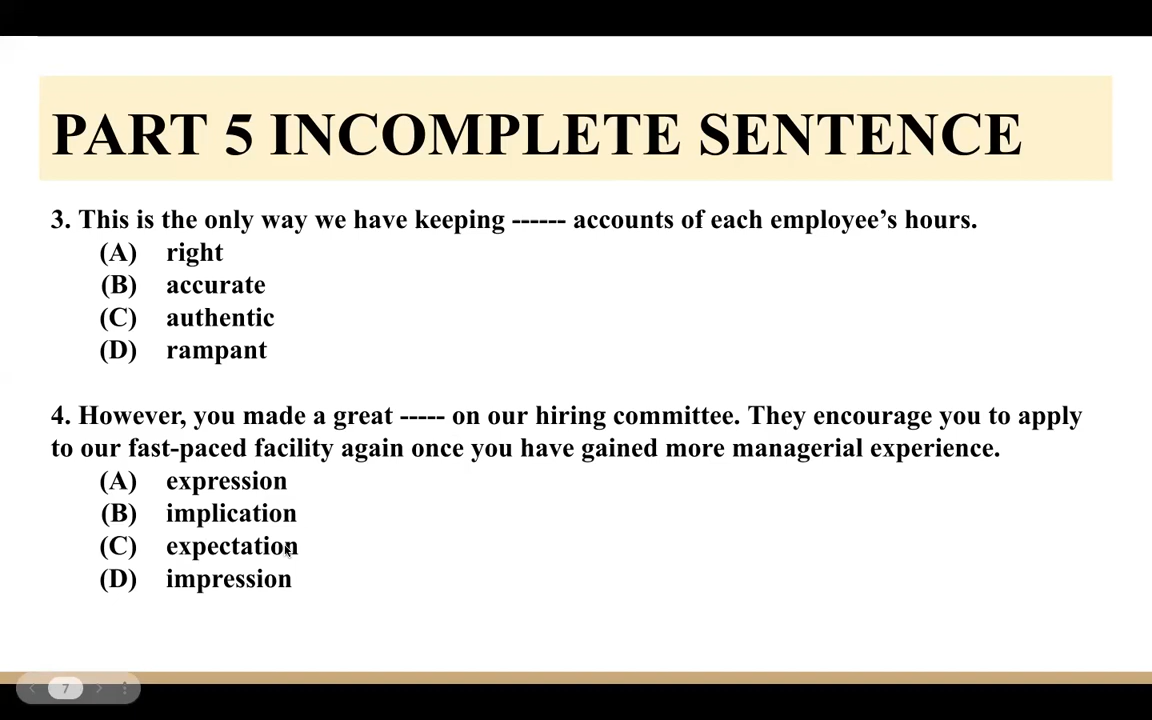 PART 5 INCOMPLETE SENTENCE
3. This is the only way we have keeping ------ accounts of each employee’s hours.
(A) right
(B) accurate
(C) authentic
(D) rampant
4. However, you made a great ----- on our hiring committee. They encourage you to apply
to our fast-paced facility again once you have gained more managerial experience.
(A) expression
(B) implication
(C) expectation
(D) impression
7